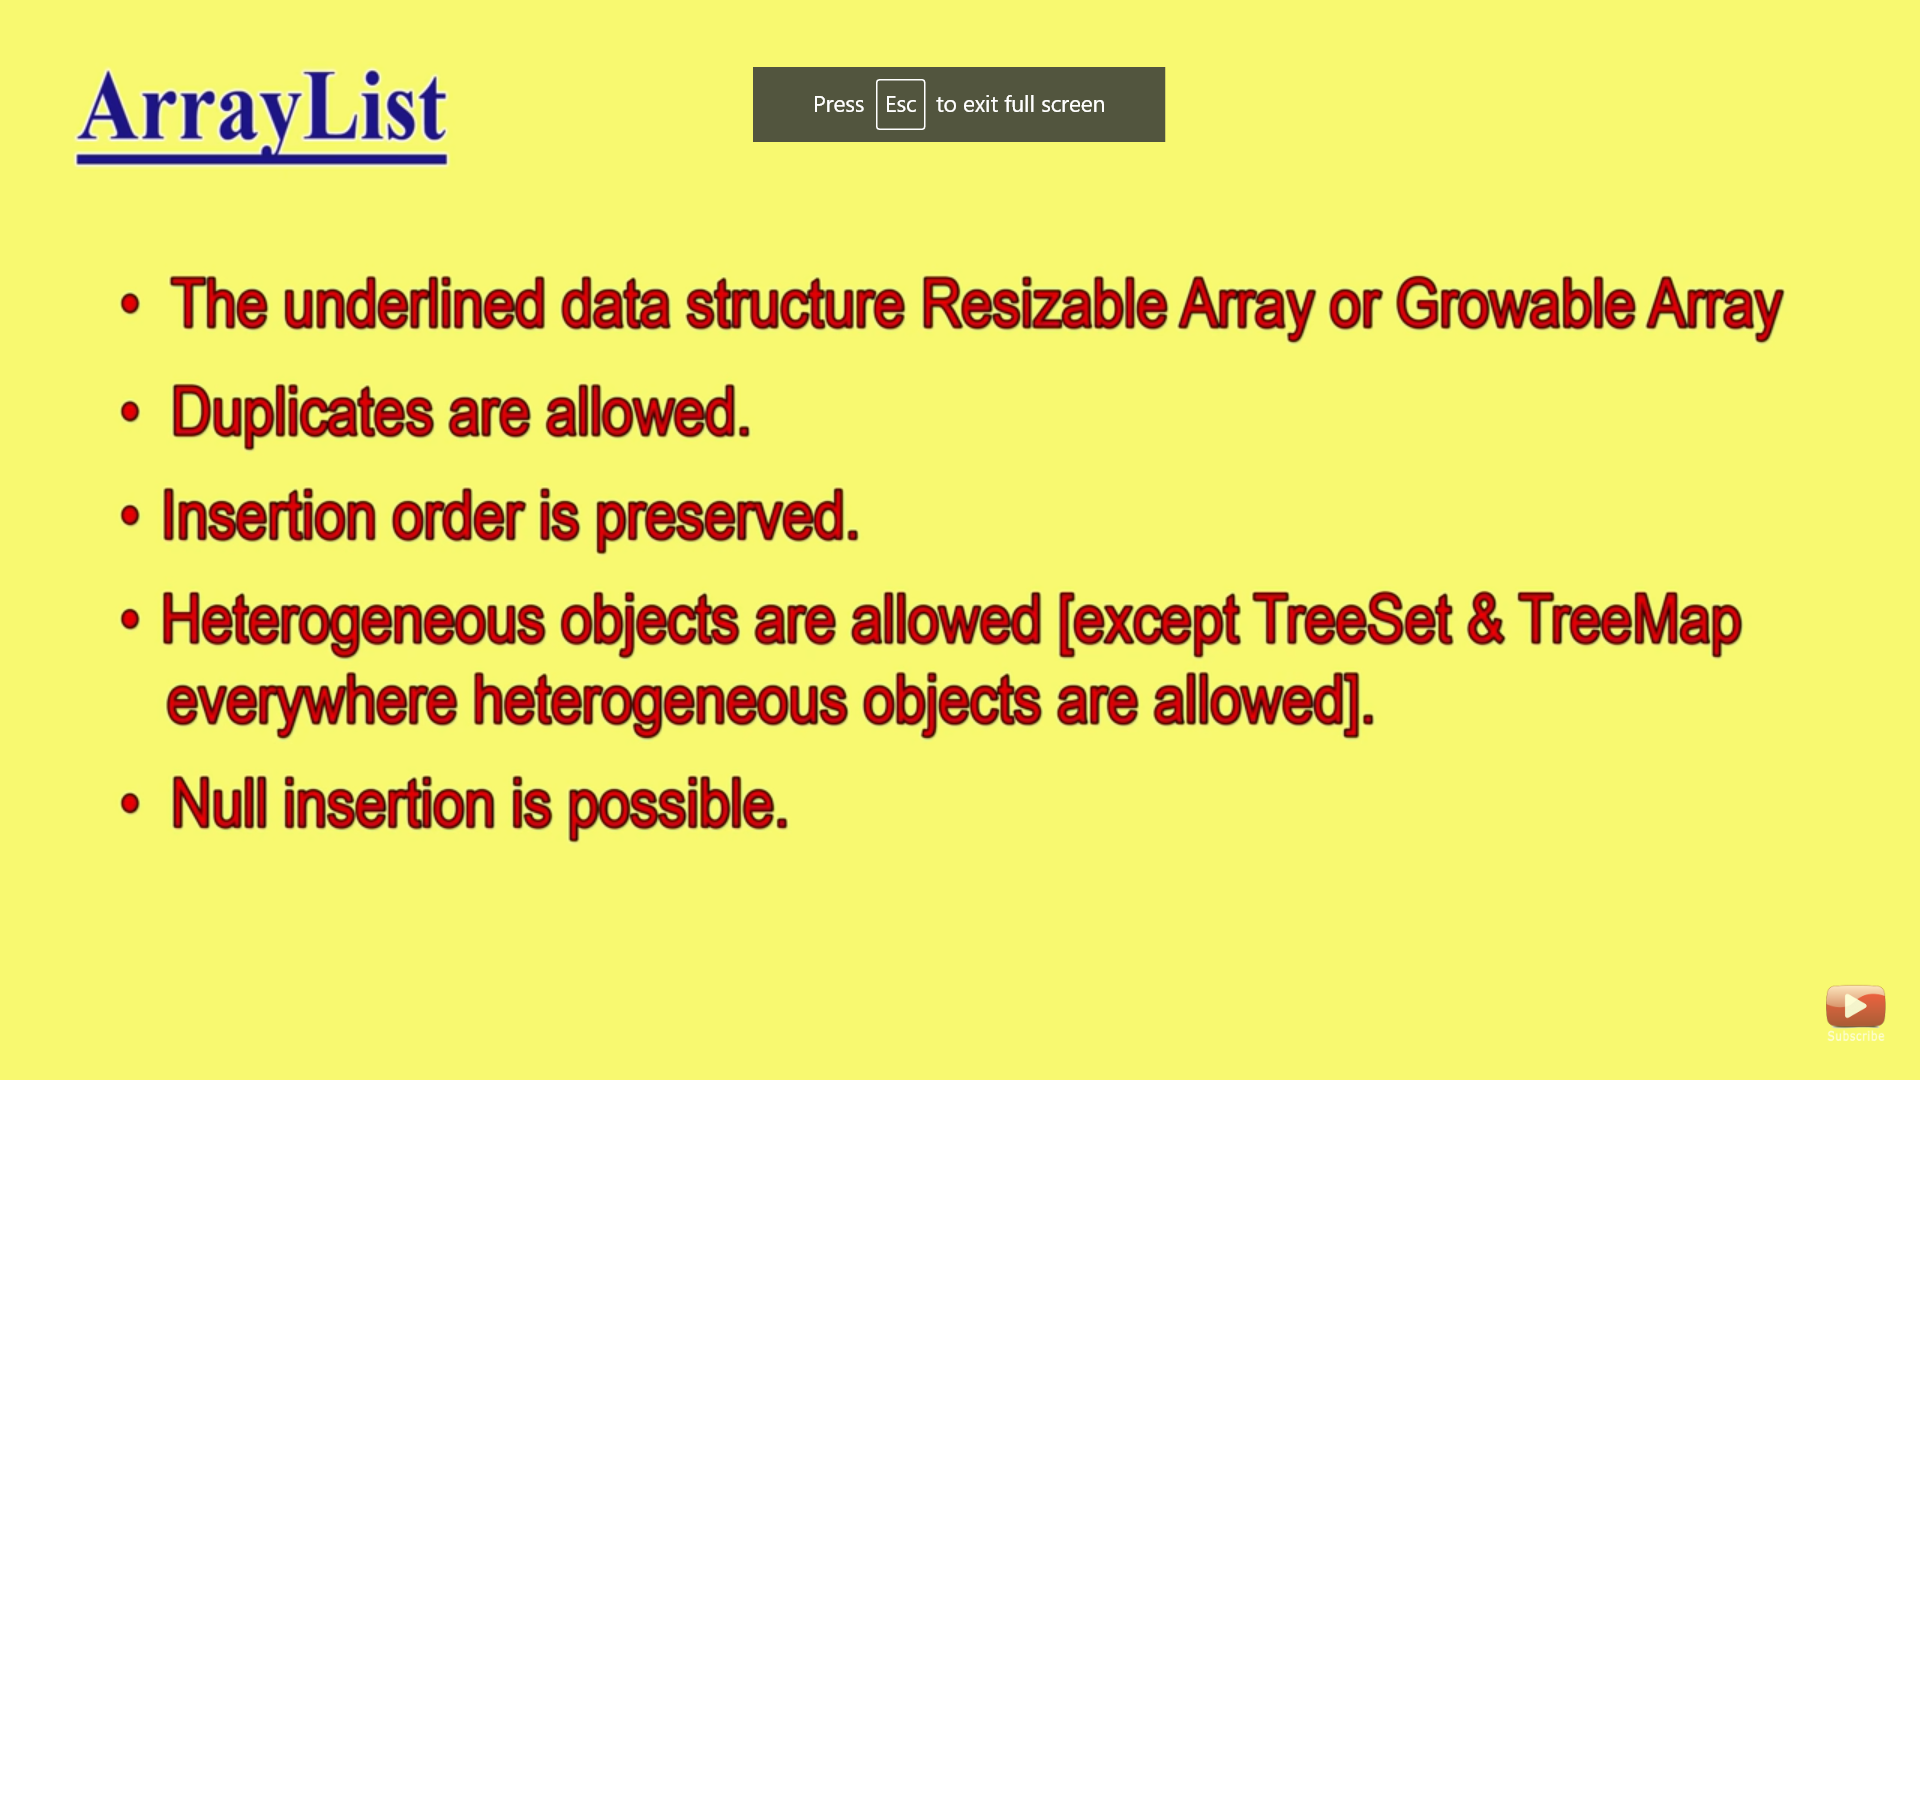 ArrayList
Press Esc to exit full screen
• The underlined data structure Resizable Array or Growable Array
• Duplicates are allowed.
• Insertion order is preserved.
• Heterogeneous objects are allowed [except TreeSet & TreeMap
everywhere heterogeneous objects are allowed].
• Null insertion is possible.
Subscribe